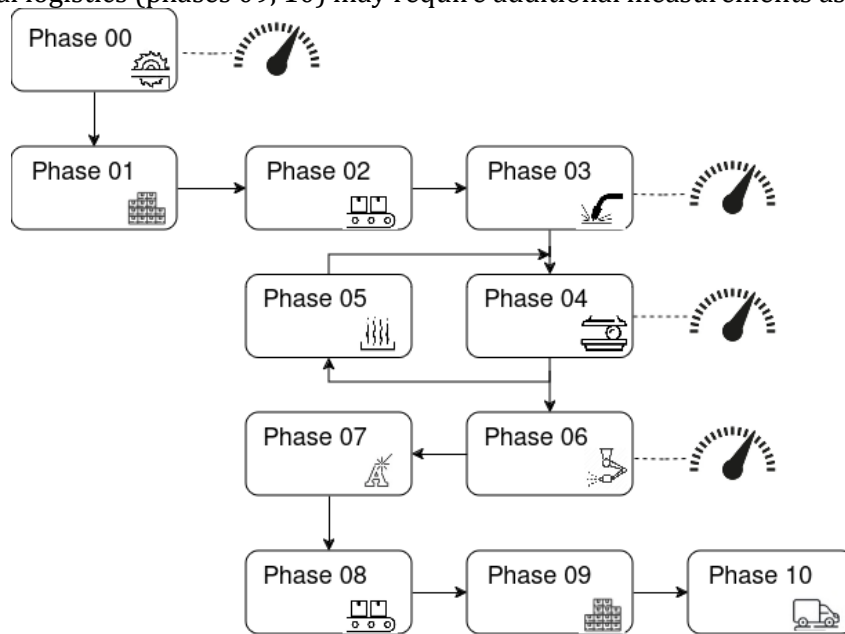 al logistics (phases 09, 10) may require additional measurements as
Phase 00
Phase 01
Phase 02
Phase 03
Phase 05
Phase 04
Phase 07
Phase 06
Phase 08
Phase 09
Phase 10